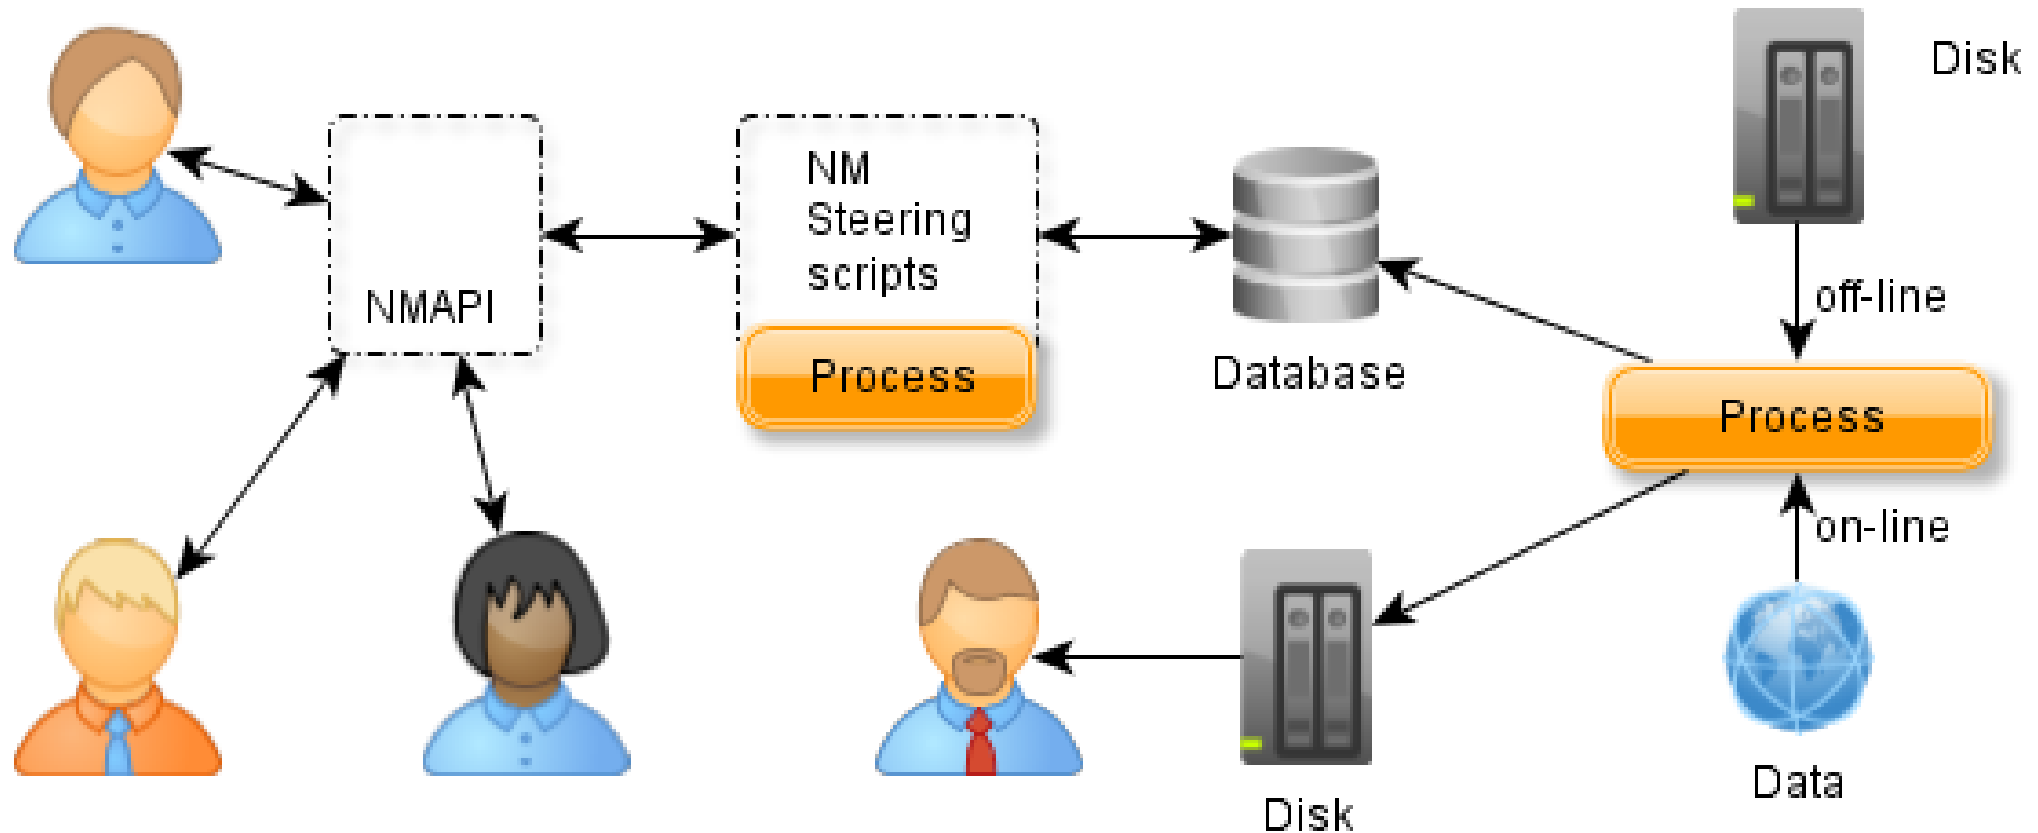 Disk
NM
Steering
scripts
NMAPI
off-line
Process
Database
Process
on-line
Data
Disk